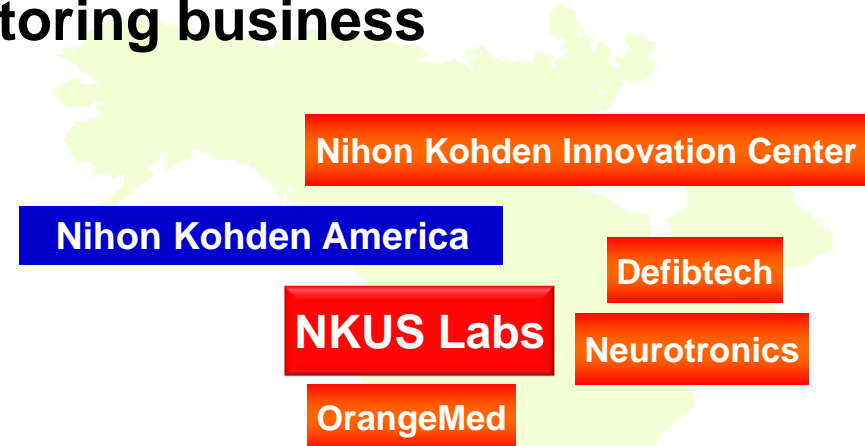 toring business
Nihon Kohden Innovation Center
Nihon Kohden America
Defibtech
NKUS Labs
Neurotronics
OrangeMed